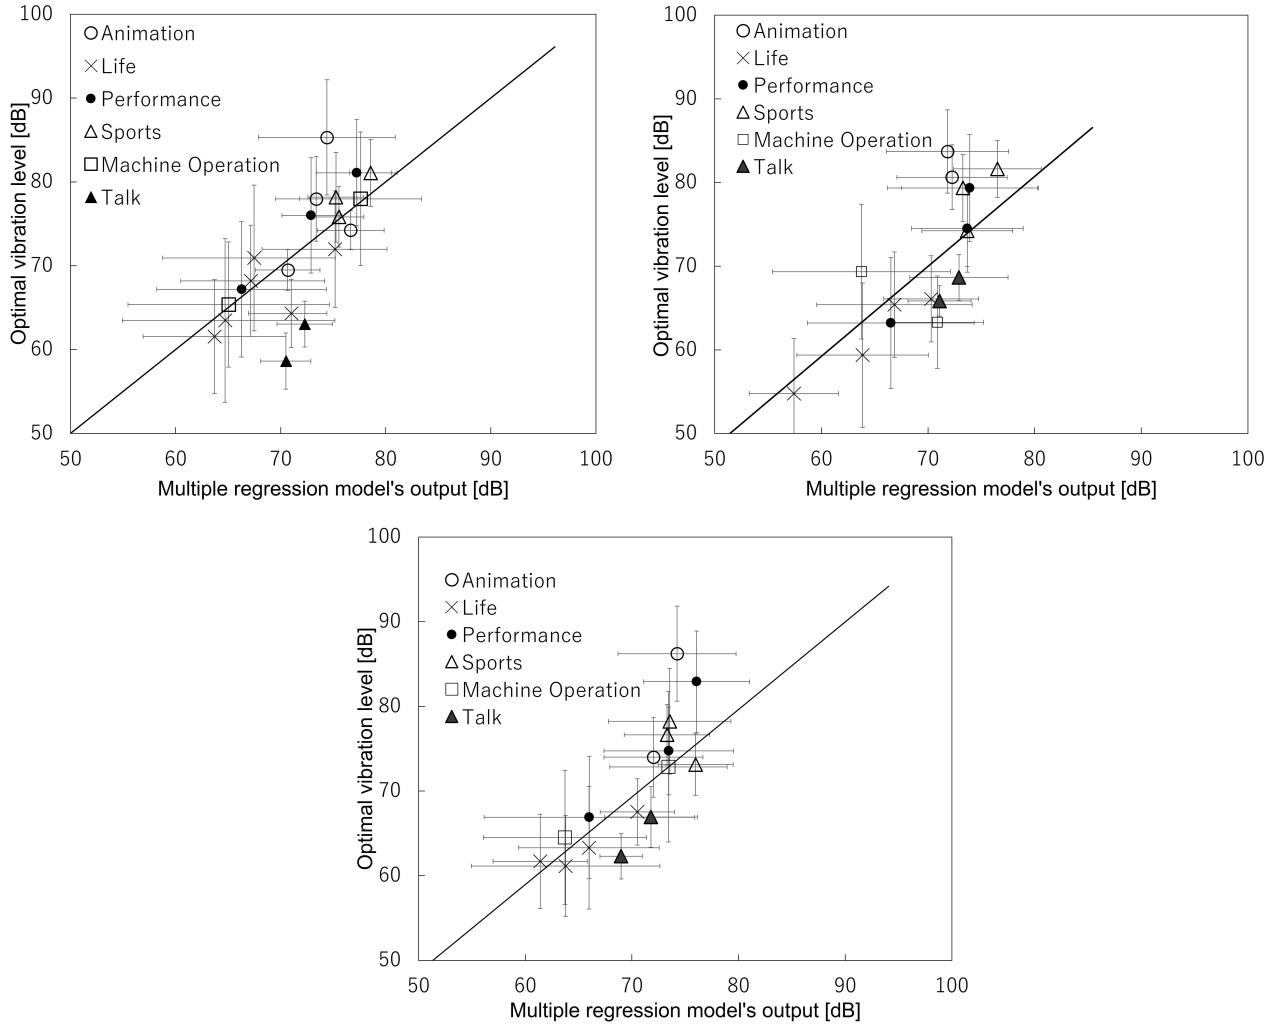 100
90
80
70
60
50
Optimal vibration level [dB]
Animation
Life
Performance
Sports
Machine Operation
Talk
50 60 70 80 90 100
Multiple regression model's output [dB]
100
90
80
70
60
50
Optimal vibration level [dB]
Animation
Life
Performance
Sports
Machine Operation
Talk
50 60 70 80 90 100
Multiple regression model's output [dB]
100
90
80
70
60
50
Optimal vibration level [dB]
Animation
Life
Performance
Sports
Machine Operation
Talk
50 60 70 80 90 100
Multiple regression model's output [dB]